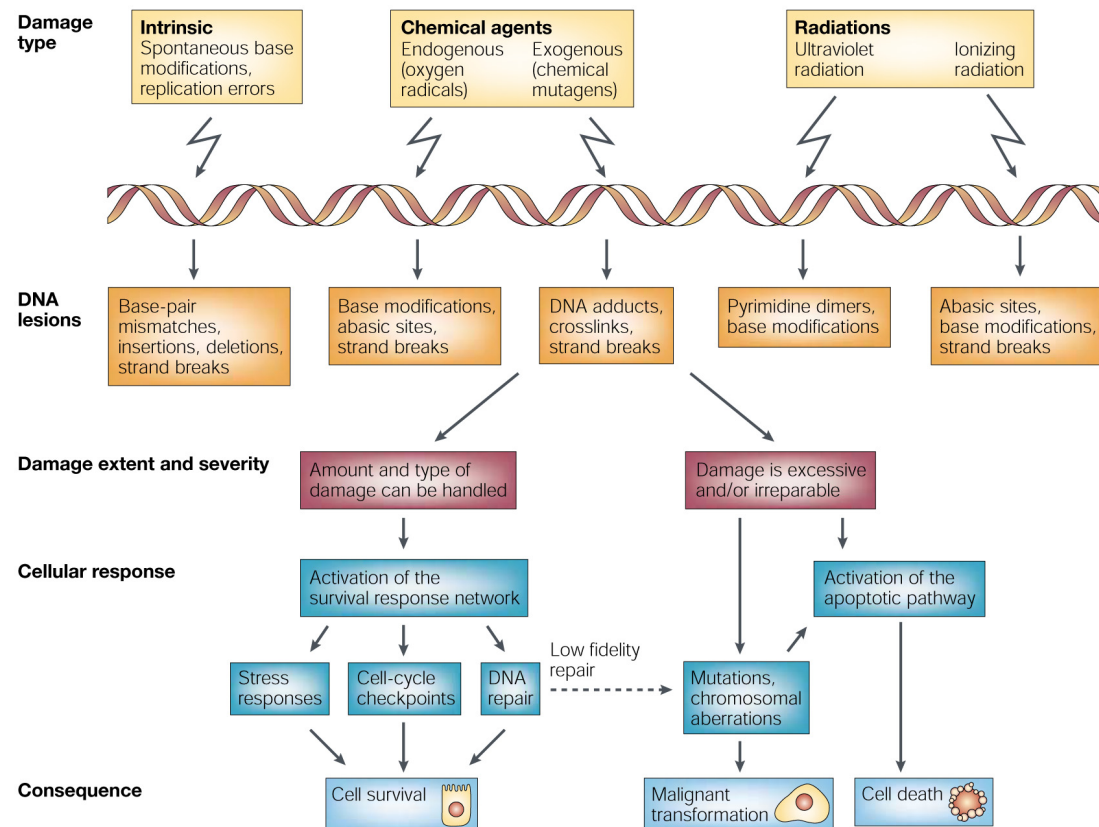 Damage
type
Intrinsic
Spontaneous base
modifications,
replication errors
Chemical agents
Endogenous
(oxygen
radicals)
Exogenous
(chemical
mutagens)
Radiations
Ultraviolet
radiation
Ionizing
radiation
DNA
lesions
Base-pair
mismatches,
insertions, deletions,
strand breaks
Base modifications,
abasic sites,
strand breaks
DNA adducts,
crosslinks,
strand breaks
Pyrimidine dimers,
base modifications
Abasic sites,
base modifications,
strand breaks
Damage extent and severity
Amount and type of
damage can be handled
Damage is excessive
and/or irreparable
Cellular response
Activation of the
survival response network
Activation of the
apoptotic pathway
Stress
responses
Cell-cycle
checkpoints
DNA
repair
Low fidelity
repair
Mutations,
chromosomal
aberrations
Consequence
Cell survival
Malignant
transformation
Cell death